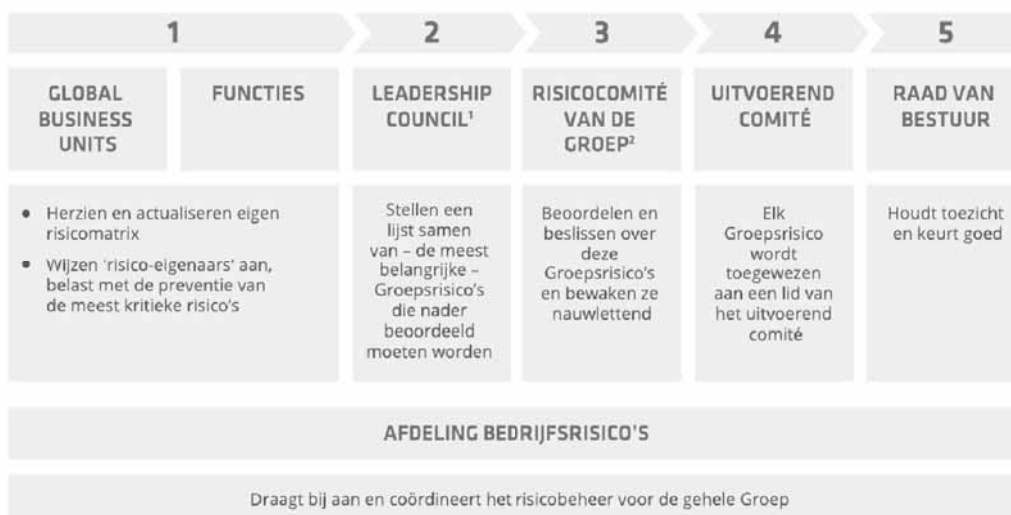 1
2
3
4
5
GLOBAL
BUSINESS
UNITS
FUNCTIES
LEADERSHIP
COUNCIL¹
RISICOCOMITÉ
VAN DE
GROEP²
UITVOEREND
COMITÉ
RAAD VAN
BESTUUR
• Herzien en actualiseren eigen
risicomatrix
• Wijzen 'risico-eigenaars' aan,
belast met de preventie van
de meest kritieke risico's
Stellen een
lijst samen
van – de meest
belangrijke –
Groepsrisico's
die nader
beoordeeld
moeten worden
Beoordelen en
beslissen over
deze
Groepsrisico's
en bewaken ze
nauwlettend
Elk
Groepsrisico
wordt
toegewezen
aan een lid van
het uitvoerend
comité
Houdt toezicht
en keurt goed
AFDELING BEDRIJFSRISICO'S
Draagt bij aan en coördineert het risicobeheer voor de gehele Groep